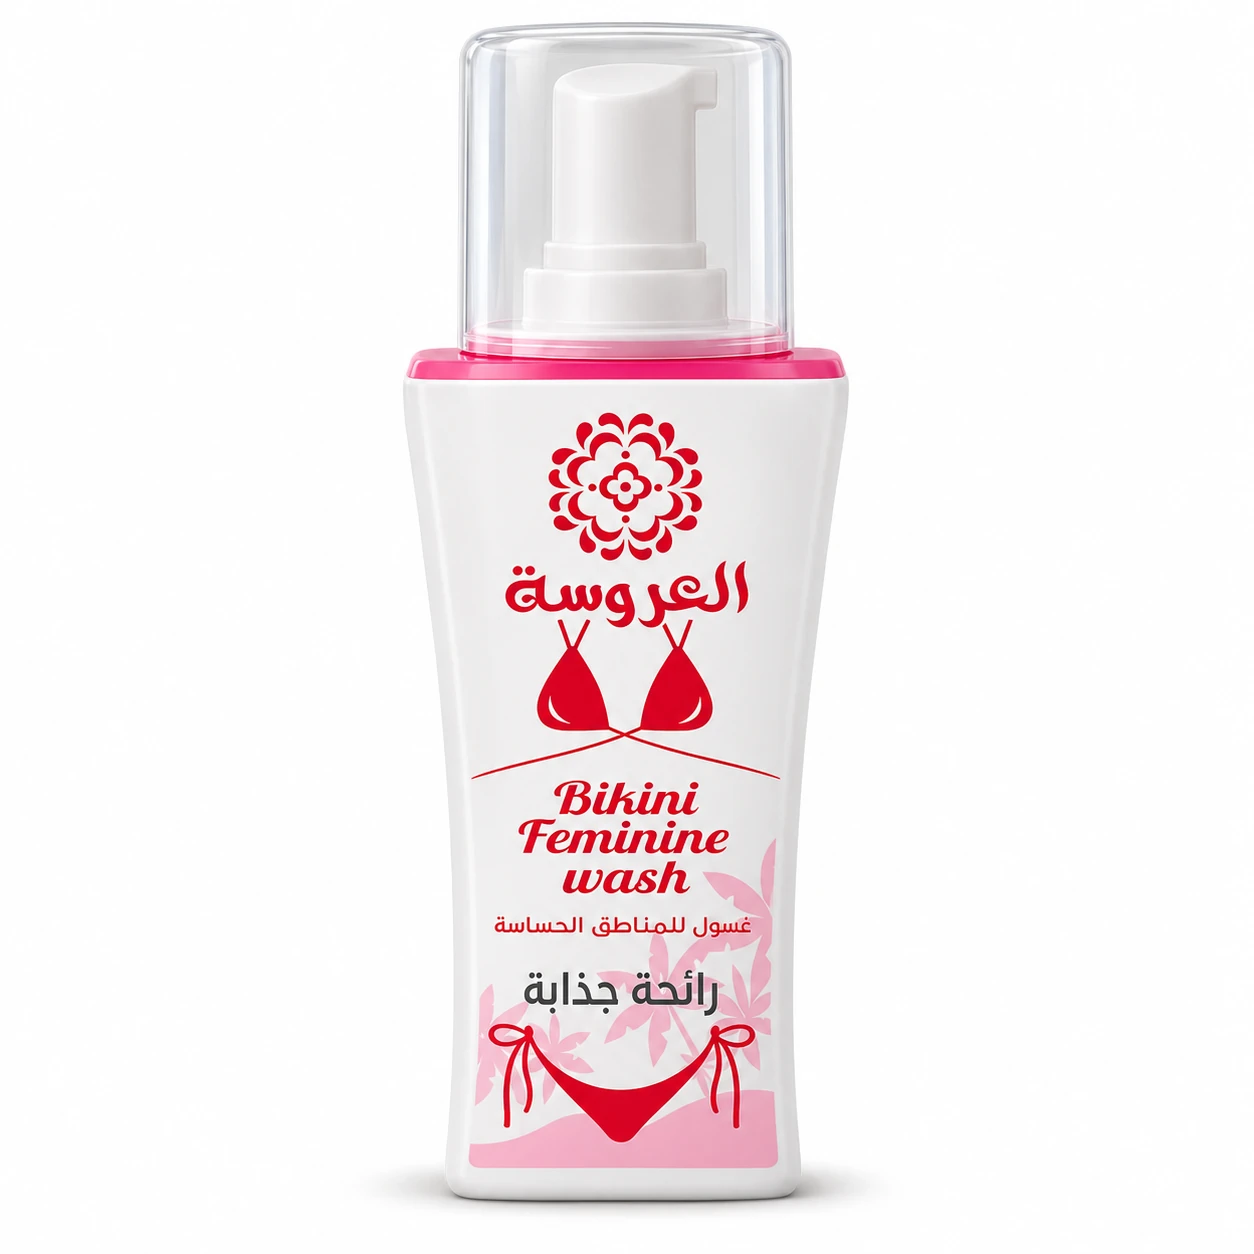 العروسة
Bikini
Feminine
wash
غسول للمناطق الحساسة
رائحة جذابة